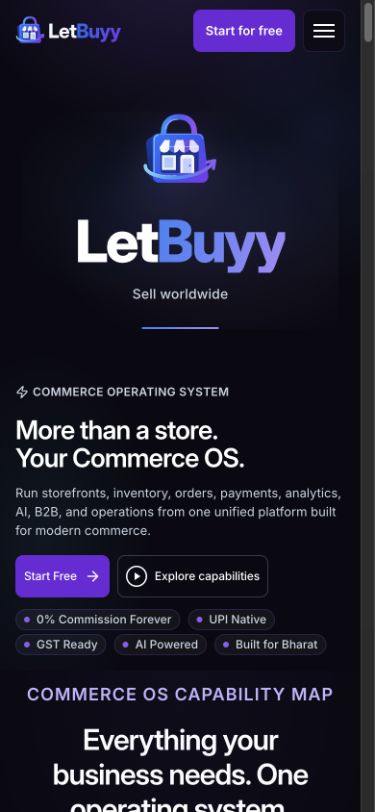 LetBuyy
Start for free
LetBuyy
Sell worldwide
COMMERCE OPERATING SYSTEM
More than a store.
Your Commerce OS.
Run storefronts, inventory, orders, payments, analytics,
AI, B2B, and operations from one unified platform built
for modern commerce.
Start Free → Explore capabilities
0% Commission Forever UPI Native
GST Ready AI Powered Built for Bharat
COMMERCE OS CAPABILITY MAP
Everything your
business needs. One
operating system